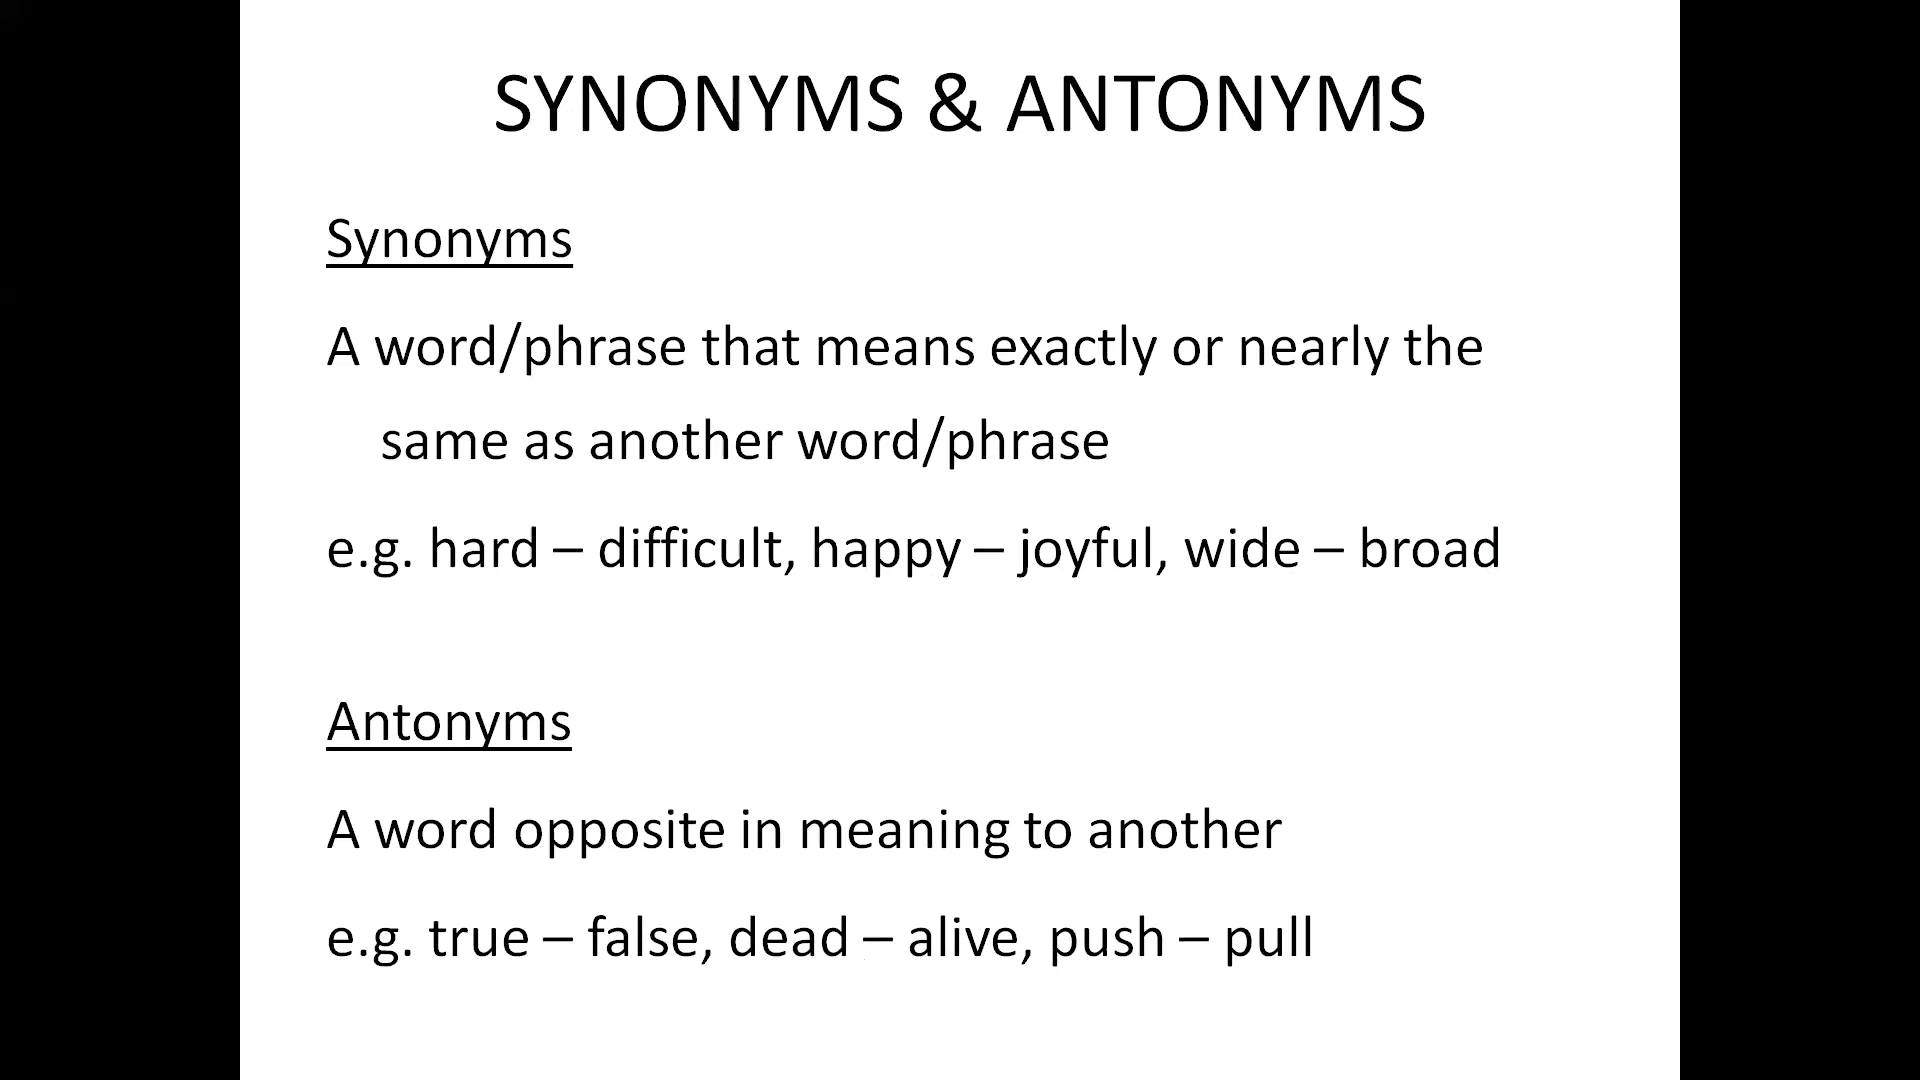 SYNONYMS & ANTONYMS
Synonyms
A word/phrase that means exactly or nearly the
same as another word/phrase
e.g. hard – difficult, happy – joyful, wide – broad
Antonyms
A word opposite in meaning to another
e.g. true – false, dead – alive, push – pull